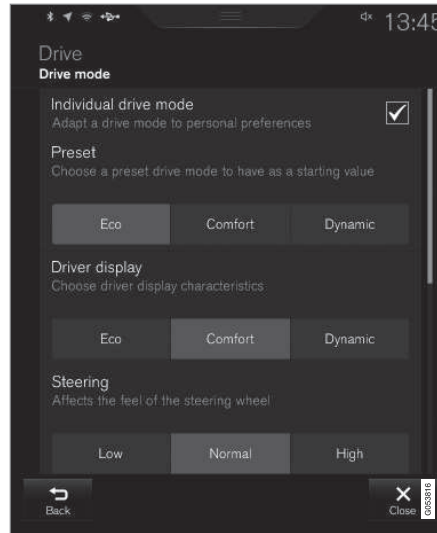 13:45
Drive
Drive mode
Individual drive mode
Adapt a drive mode to personal preferences
Preset
Choose a preset drive mode to have as a starting value
Eco Comfort Dynamic
Driver display
Choose driver display characteristics
Eco Comfort Dynamic
Steering
Affects the feel of the steering wheel
Low Normal High
Back Close
G053816